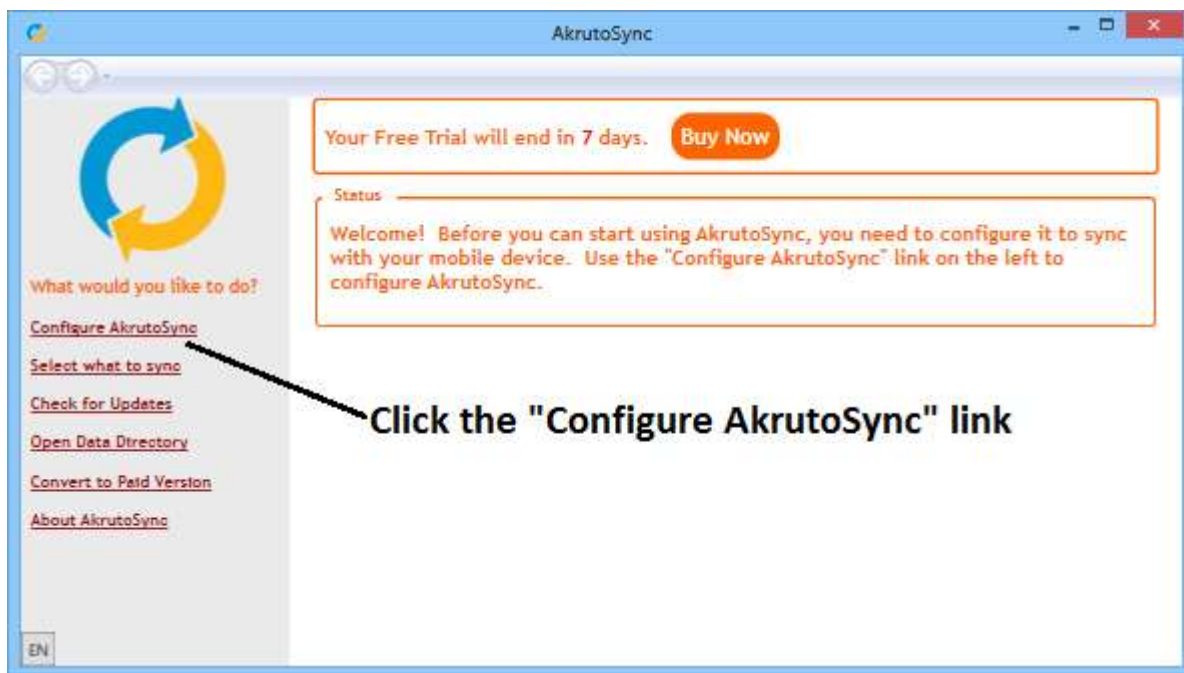 AkrutoSync
Your Free Trial will end in 7 days.
Buy Now
Status
Welcome! Before you can start using AkrutoSync, you need to configure it to sync
with your mobile device. Use the "Configure AkrutoSync" link on the left to
configure AkrutoSync.
What would you like to do?
Configure AkrutoSync
Select what to sync
Check for Updates
Open Data Directory
Convert to Paid Version
About AkrutoSync
Click the "Configure AkrutoSync" link
EN